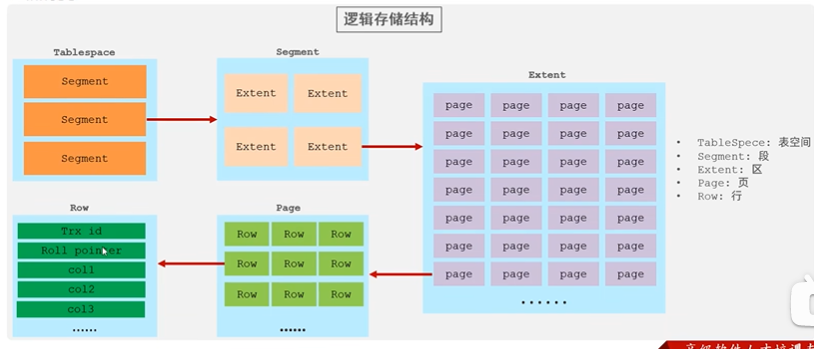 逻辑存储结构
Tablespace
Segment
Segment
Segment
Segment
Extent Extent
Extent Extent
Extent
page page page page
page page page page
page page page page
page page page page
page page page page
page page page page
page page page page
......
• TableSpece: 表空间
• Segment: 段
• Extent: 区
• Page: 页
• Row: 行
Row
Trx id
Roll pointer
col1
col2
col3
......
Page
Row Row Row
Row Row Row
Row Row Row
......